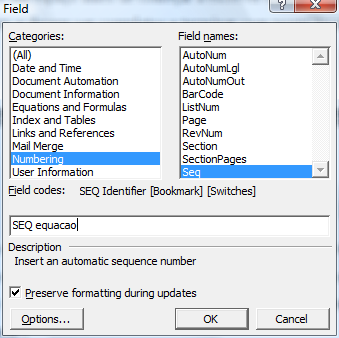 Field
?
Categories:
(All)
Date and Time
Document Automation
Document Information
Equations and Formulas
Index and Tables
Links and References
Mail Merge
Numbering
User Information
Field names:
AutoNum
AutoNumLgl
AutoNumOut
BarCode
ListNum
Page
RevNum
Section
SectionPages
Seq
Field codes: SEQ Identifier [Bookmark] [Switches]
SEQ equacao
Description
Insert an automatic sequence number
Preserve formatting during updates
Options... OK Cancel